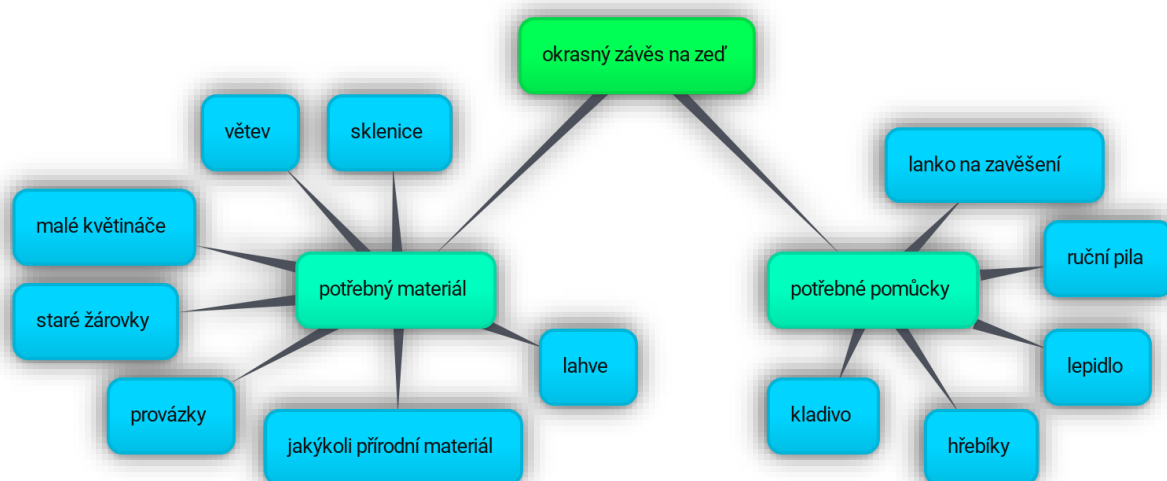 okrasný závěs na zeď
větev
sklenice
lanko na zavěšení
malé květináče
ruční pila
potřebný materiál
potřebné pomůcky
staré žárovky
lahve
lepidlo
provázky
kladivo
jakýkoli přírodní materiál
hřebíky